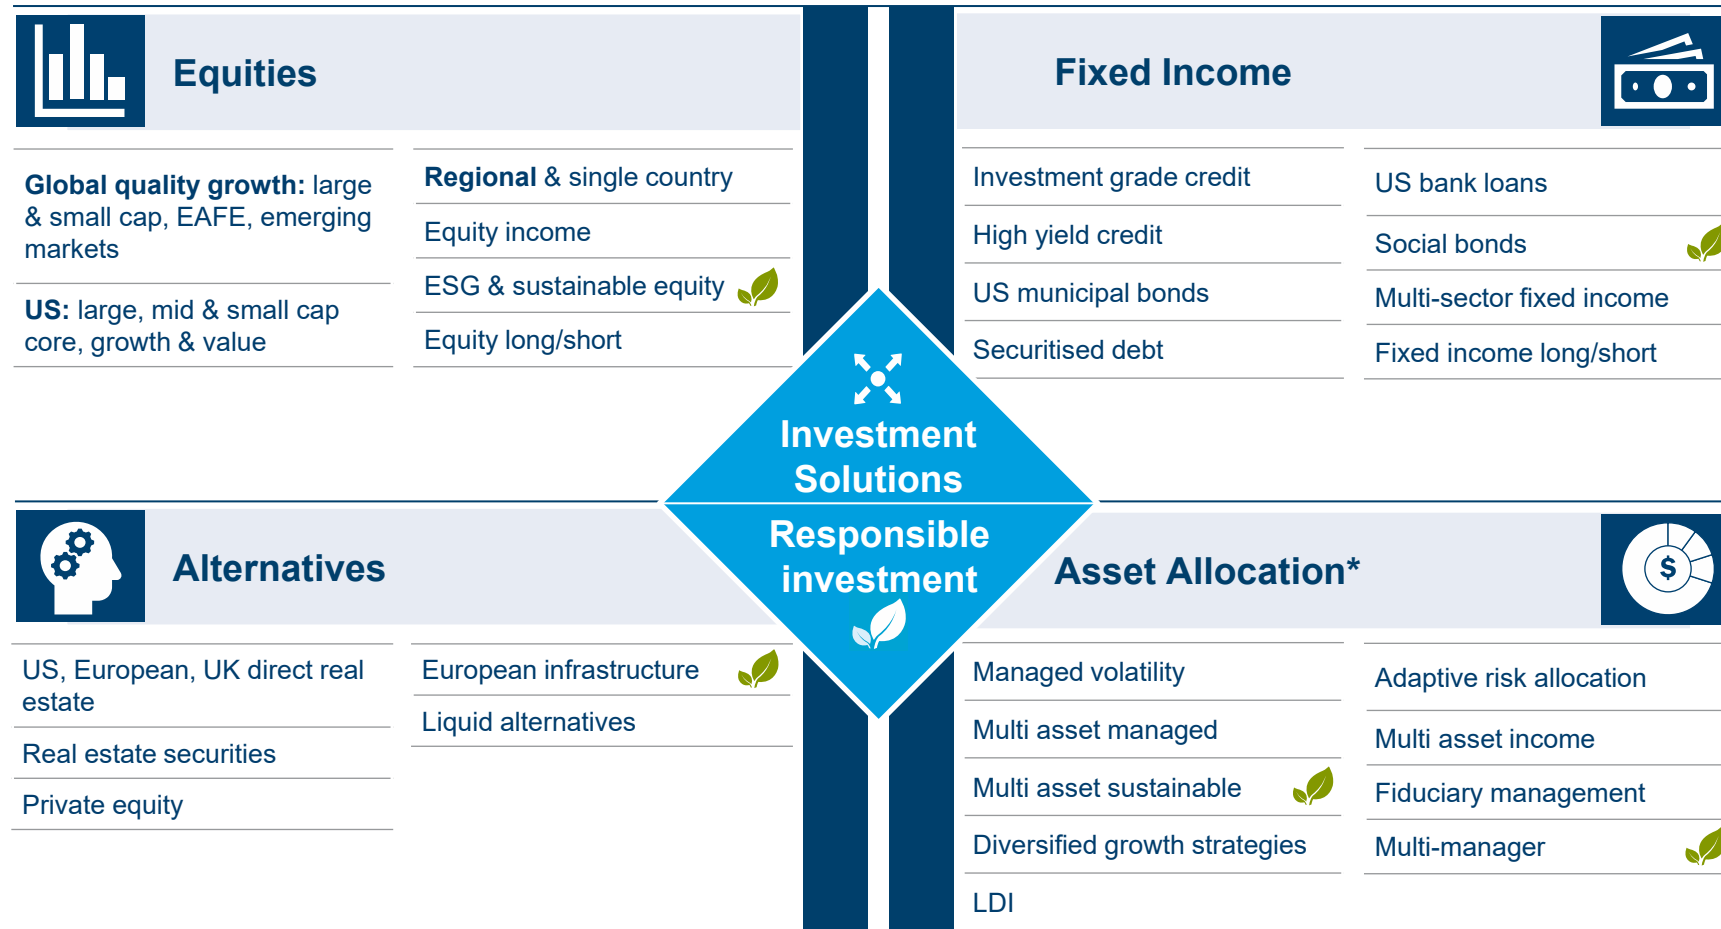 Equities
Global quality growth: large
& small cap, EAFE, emerging
markets
US: large, mid & small cap
core, growth & value
Regional & single country
Equity income
ESG & sustainable equity
Equity long/short
Fixed Income
Investment grade credit
High yield credit
US municipal bonds
Securitised debt
US bank loans
Social bonds
Multi-sector fixed income
Fixed income long/short
Investment
Solutions
Responsible
investment
Alternatives
US, European, UK direct real
estate
Real estate securities
Private equity
European infrastructure
Liquid alternatives
Asset Allocation*
$
Managed volatility
Multi asset managed
Multi asset sustainable
Diversified growth strategies
LDI
Adaptive risk allocation
Multi asset income
Fiduciary management
Multi-manager